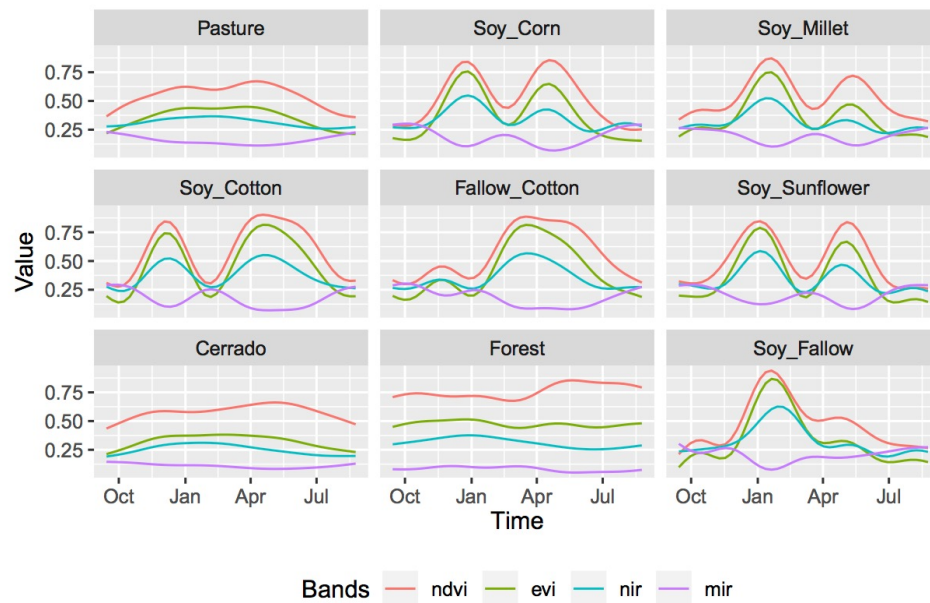 Pasture Soy_Corn Soy_Millet
0.75
0.50
0.25
Soy_Cotton Fallow_Cotton Soy_Sunflower
0.75
0.50
0.25
Value
Cerrado Forest Soy_Fallow
0.75
0.50
0.25
Oct Jan Apr Jul Oct Jan Apr Jul Oct Jan Apr Jul
Time
Bands ndvi evi nir mir